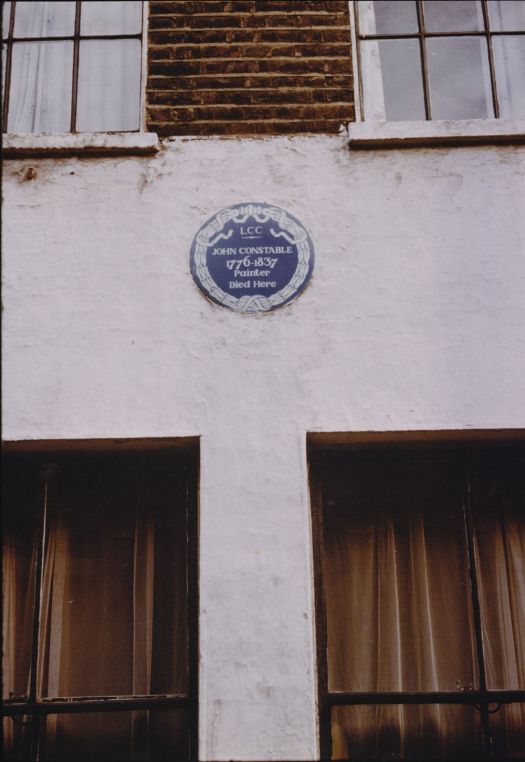 LCC
JOHN CONSTABLE
1776-1837
Painter
Died Here